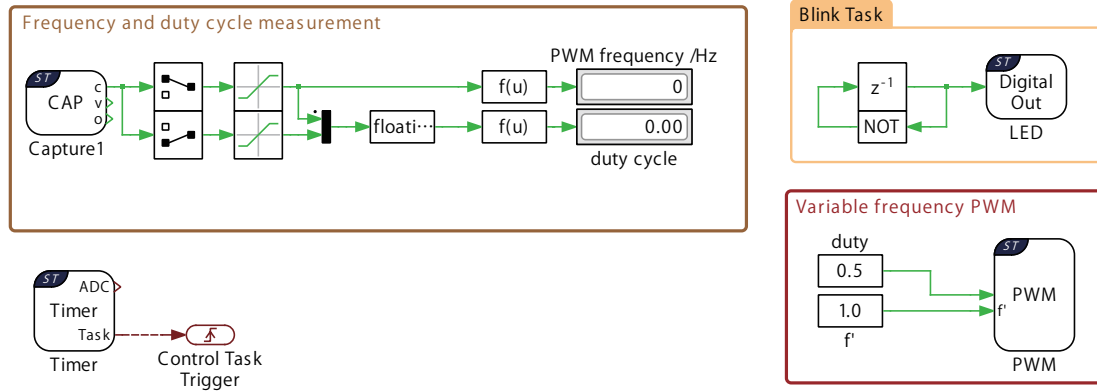 Frequency and duty cycle measurement
ST
CAP
c
v
o
Capture1
f(u)
PWM frequency /Hz
0
floati···
f(u)
0.00
duty cycle
Blink Task
z-1
NOT
ST
Digital
Out
LED
Variable frequency PWM
duty
0.5
1.0
f'
ST
PWM
f'
PWM
ST
ADC
Timer
Task
Timer
Control Task
Trigger